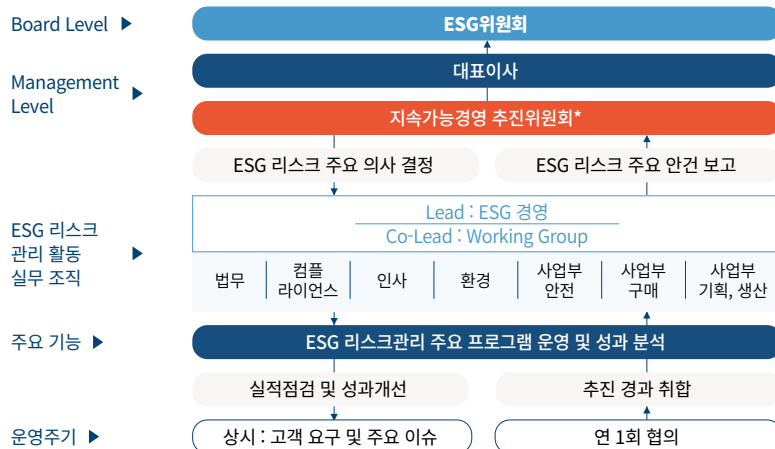 Board Level ▶
ESG위원회
Management
Level ▶
대표이사
지속가능경영 추진위원회*
ESG 리스크 주요 의사 결정
ESG 리스크 주요 안건 보고
ESG 리스크
관리 활동 ▶
실무 조직
Lead : ESG 경영
Co-Lead : Working Group
법무
컴플
라이언스
인사
환경
사업부
안전
사업부
구매
사업부
기획, 생산
주요 기능 ▶
ESG 리스크관리 주요 프로그램 운영 및 성과 분석
실적점검 및 성과개선
추진 경과 취합
운영주기 ▶
상시 : 고객 요구 및 주요 이슈
연 1회 협의